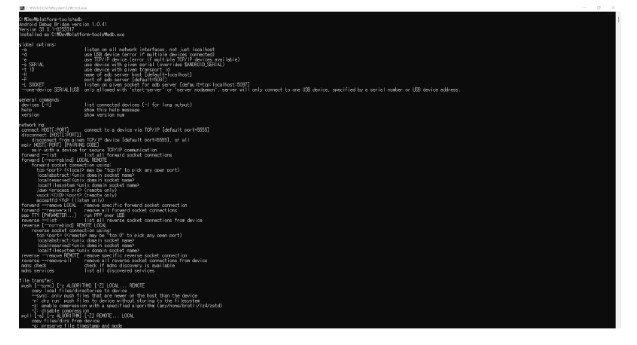 C:\Dev\platform-tools>adb
Android Debug Bridge version 1.0.41
Version 33.0.1-8253317
Installed as C:\Dev\platform-tools\adb.exe
global options:
-a listen on all network interfaces, not just localhost
-d use USB device (error if multiple devices connected)
-e use TCP/IP device (error if multiple TCP/IP devices available)
-s SERIAL use device with given serial (overrides $ANDROID_SERIAL)
-t ID use device with given transport id
-H name of adb server host [default=localhost]
-P port of adb server [default=5037]
-L SOCKET listen on given socket for adb server [default=tcp:localhost:5037]
--one-device SERIAL|USB only allowed with 'start-server' or 'server nodaemon', server will only connect to one USB device, specified by a serial number or USB device address.
general commands:
devices [-l] list connected devices (-l for long output)
help show this help message
version show version num
networking:
connect HOST[:PORT] connect to a device via TCP/IP [default port=5555]
disconnect [HOST[:PORT]]
disconnect from given TCP/IP device [default port=5555], or all
pair HOST[:PORT] [PAIRING CODE]
pair with a device for secure TCP/IP communication
forward --list list all forward socket connections
forward [--no-rebind] LOCAL REMOTE
forward socket connection using:
tcp:<port> (<local> may be "tcp:0" to pick any open port)
localabstract:<unix domain socket name>
localreserved:<unix domain socket name>
localfilesystem:<unix domain socket name>
jdwp:<process pid> (remote only)
vsock:<CID>:<port> (remote only)
acceptfd:<fd> (listen only)
forward --remove LOCAL remove specific forward socket connection
forward --remove-all remove all forward socket connections
ppp TTY [PARAMETER...] run PPP over USB
reverse --list list all reverse socket connections from device
reverse [--no-rebind] REMOTE LOCAL
reverse socket connection using:
tcp:<port> (<remote> may be "tcp:0" to pick any open port)
localabstract:<unix domain socket name>
localreserved:<unix domain socket name>
localfilesystem:<unix domain socket name>
reverse --remove REMOTE remove specific reverse socket connection
reverse --remove-all remove all reverse socket connections from device
mdns check check if mdns discovery is available
mdns services list all discovered services
file transfer:
push [--sync] [-z ALGORITHM] [-Z] LOCAL... REMOTE
copy local files/directories to device
--sync: only push files that are newer on the host than the device
-n: dry run: push files to device without storing to the filesystem
-z: enable compression with a specified algorithm (any/none/brotli/lz4/zstd)
-Z: disable compression
pull [-a] [-z ALGORITHM] [-Z] REMOTE... LOCAL
copy files/dirs from device
-a: preserve file timestamp and mode